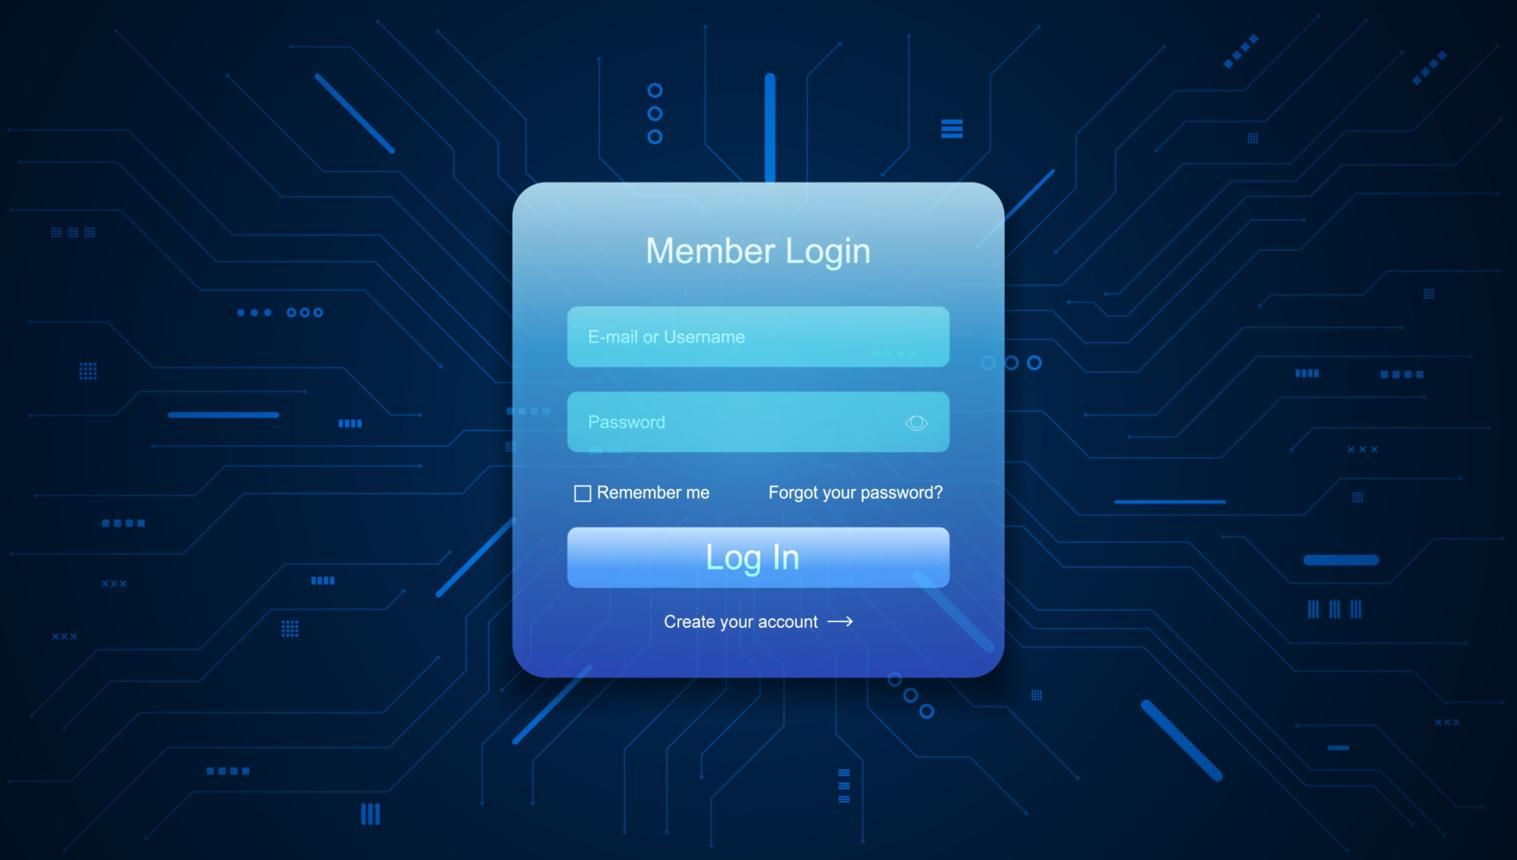 Member Login
E-mail or Username
Password
Remember me
Forgot your password?
Log In
Create your account